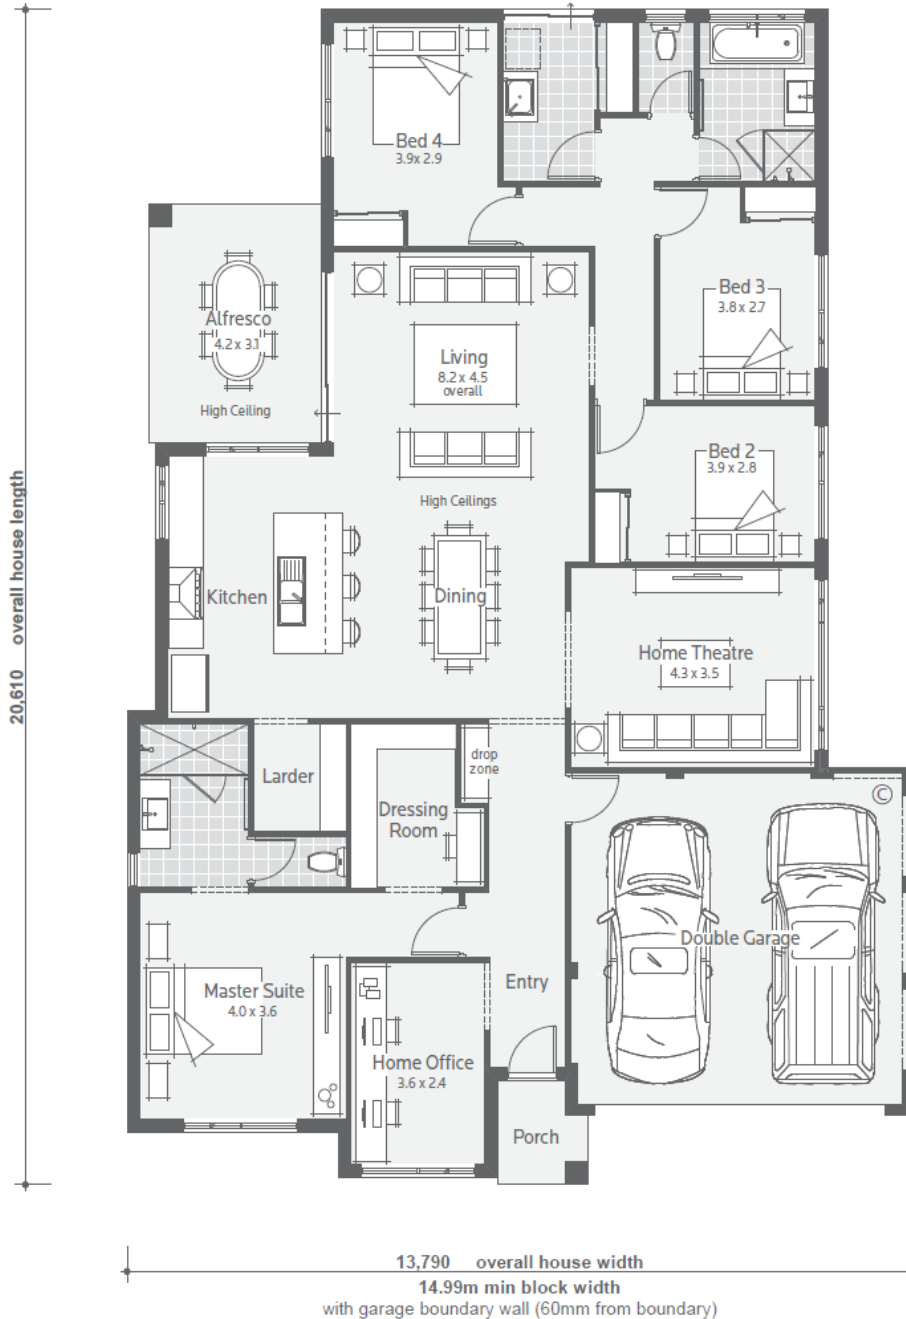 Bed 4
3.9x 2.9
Alfresco
4.2 x 3.1
High Ceiling
Living
8.2 x 4.5
overall
Bed 3
3.8 x 2.7
High Ceilings
Bed 2
3.9 x 2.8
Kitchen
Dining
Home Theatre
4.3 x 3.5
Larder
drop
zone
Dressing
Room
C
Double Garage
Master Suite
4.0 x 3.6
Entry
Home Office
3.6 x 2.4
Porch
20,610 overall house length
13,790 overall house width
14.99m min block width
with garage boundary wall (60mm from boundary)